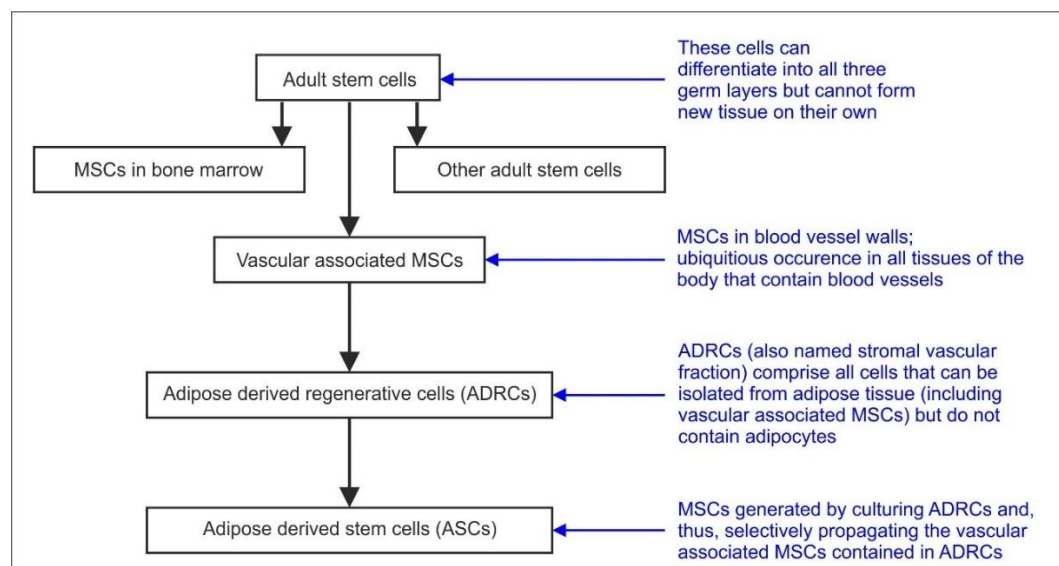 These cells can
differentiate into all three
germ layers but cannot form
new tissue on their own
Adult stem cells
MSCs in bone marrow
Other adult stem cells
MSCs in blood vessel walls;
ubiquitious occurence in all tissues of the
body that contain blood vessels
Vascular associated MSCs
ADRCs (also named stromal vascular
fraction) comprise all cells that can be
isolated from adipose tissue (including
vascular associated MSCs) but do not
contain adipocytes
Adipose derived regenerative cells (ADRCs)
MSCs generated by culturing ADRCs and,
thus, selectively propagating the vascular
associated MSCs contained in ADRCs
Adipose derived stem cells (ASCs)